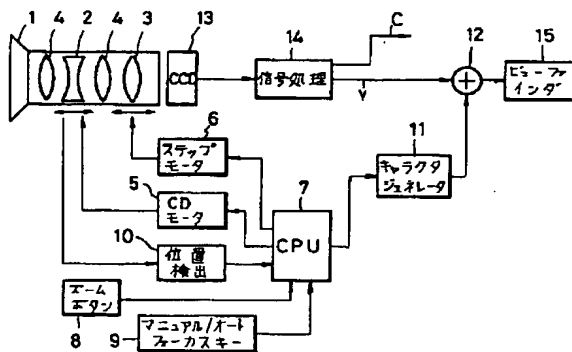 1
4
2
4
3
13
CCD
14
信号処理
C
Y
12
15
ビューファ
インダ
6
ステップ
モータ
11
キャラクタ
ジェネレータ
5
CD
モータ
7
CPU
10
位置
検出
ズーム
ボタン
8
マニュアル/オート
フォーカスキー
9